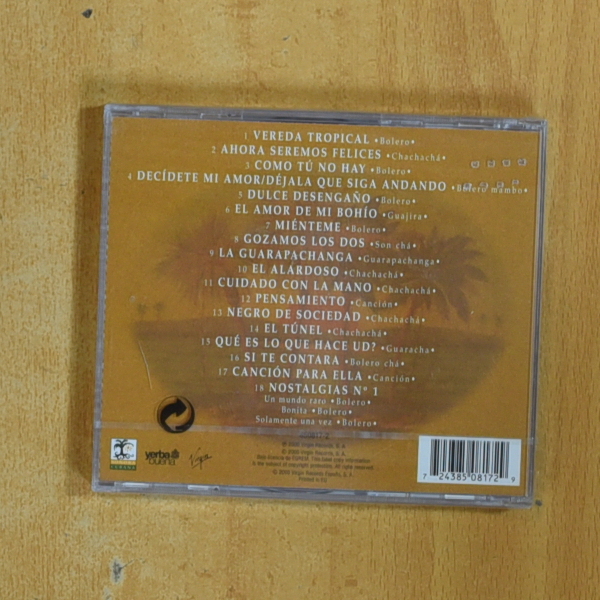 1 VEREDA TROPICAL •Bolero•
2 AHORA SEREMOS FELICES •Chachachá•
3 COMO TÚ NO HAY •Bolero•
4 DECÍDETE MI AMOR/DÉJALA QUE SIGA ANDANDO •Bolero mambo•
5 DULCE DESENGAÑO •Bolero•
6 EL AMOR DE MI BOHÍO •Guajira•
7 MIÉNTEME •Bolero•
8 GOZAMOS LOS DOS •Son chá•
9 LA GUARAPACHANGA •Guarapachanga•
10 EL ALARDOSO •Chachachá•
11 CUIDADO CON LA MANO •Chachachá•
12 PENSAMIENTO •Canción•
13 NEGRO DE SOCIEDAD •Chachachá•
14 EL TÚNEL •Chachachá•
15 QUÉ ES LO QUE HACE UD? •Guaracha•
16 SI TE CONTARA •Bolero chá•
17 CANCIÓN PARA ELLA •Canción•
18 NOSTALGIAS Nº 1
Un mundo raro •Bolero•
Bonita •Bolero•
Solamente una vez •Bolero•
yerba buena
Virgin
7 24385 08172 9
Printed in EU